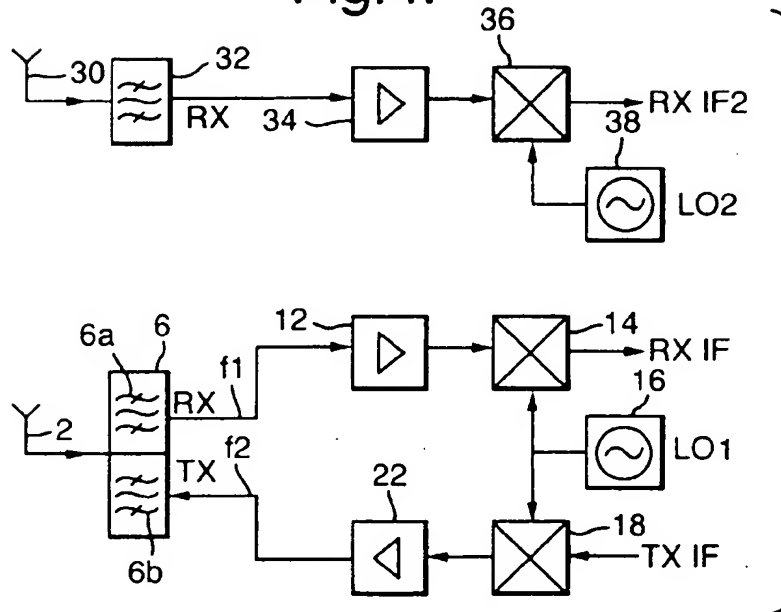 36
30
32
RX
34
RX IF2
38
LO2
6a
6
12
14
RX IF
f1
RX
16
2
TX
f2
LO1
22
18
TX IF
6b